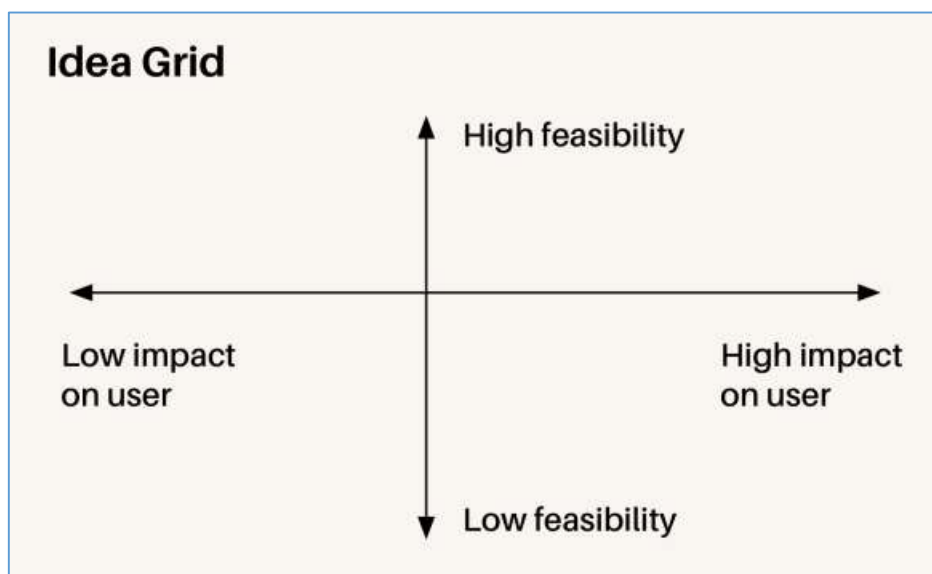 Idea Grid
High feasibility
Low impact
on user
High impact
on user
Low feasibility